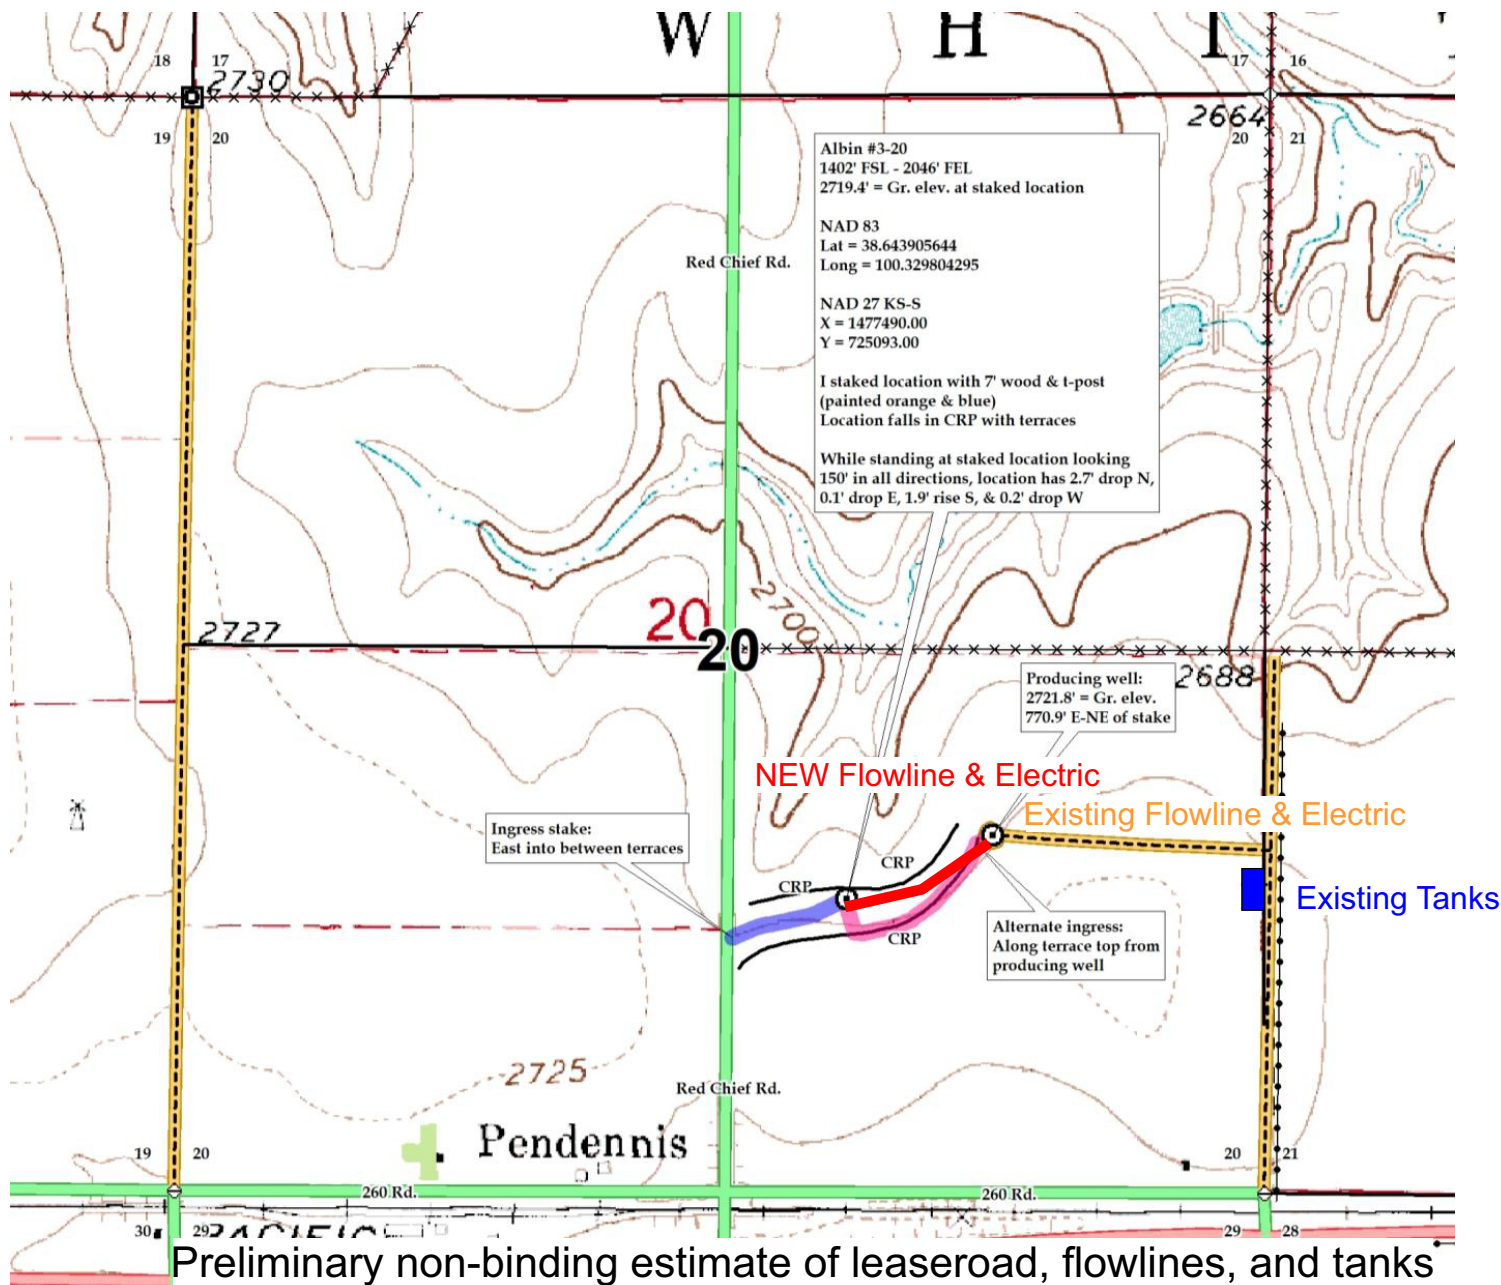 W H I
18 17
17 16
2730
2664
19 20
20 21
Albin #3-20
1402' FSL - 2046' FEL
2719.4' = Gr. elev. at staked location
NAD 83
Lat = 38.643905644
Long = 100.329804295
NAD 27 KS-S
X = 1477490.00
Y = 725093.00
I staked location with 7' wood & t-post
(painted orange & blue)
Location falls in CRP with terraces
While standing at staked location looking
150' in all directions, location has 2.7' drop N,
0.1' drop E, 1.9' rise S, & 0.2' drop W
Red Chief Rd.
2700
2727
20
20
2688
Producing well:
2721.8' = Gr. elev.
770.9' E-NE of stake
NEW Flowline & Electric
Existing Flowline & Electric
Ingress stake:
East into between terraces
CRP
CRP
CRP
Existing Tanks
Alternate ingress:
Along terrace top from
producing well
2725
Red Chief Rd.
Pendennis
19 20
20 21
260 Rd.
260 Rd.
30 29
PACIFIC
29 28
Preliminary non-binding estimate of leaseroad, flowlines, and tanks